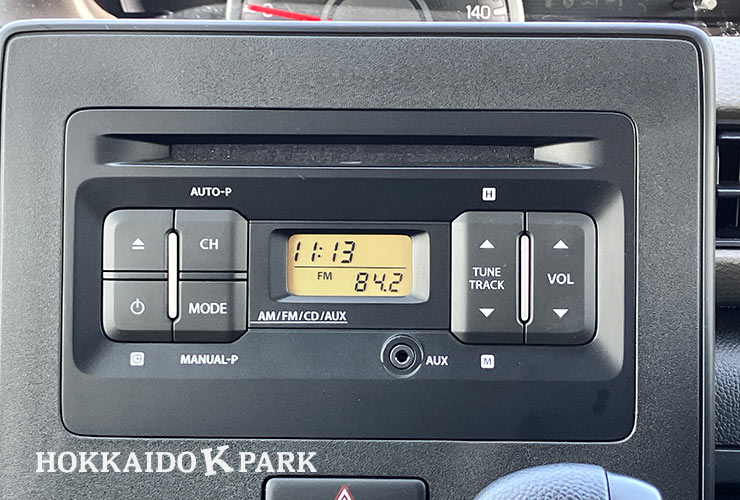 140
AUTO-P
H
CH
MODE
11:13
FM
84.2
TUNE
TRACK
VOL
AM/FM/CD/AUX
C
MANUAL-P
AUX
M
HOKKAIDO K PARK